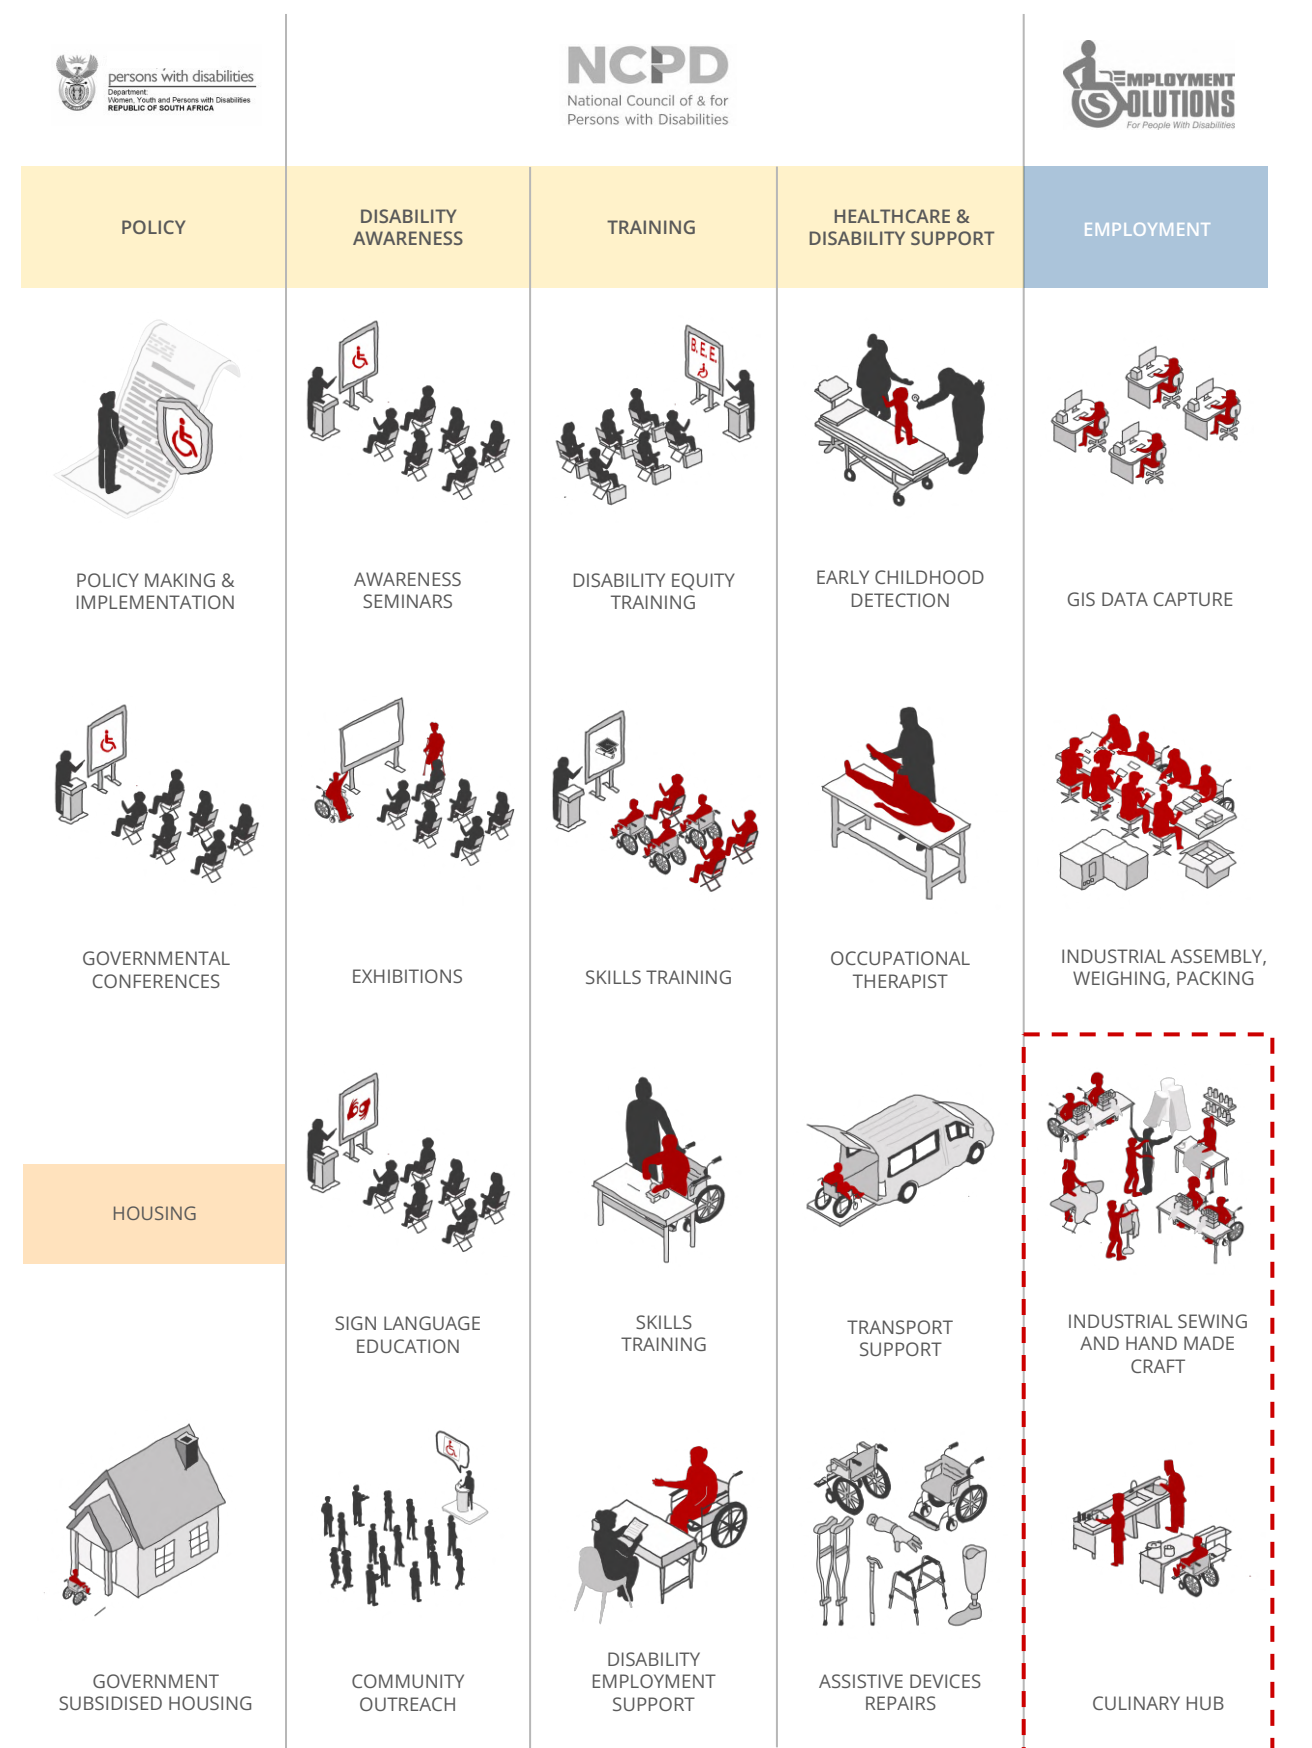 persons with disabilities
Department:
Women, Youth and Persons with Disabilities
REPUBLIC OF SOUTH AFRICA
NCPD
National Council of & for
Persons with Disabilities
EMPLOYMENT
SOLUTIONS
For People With Disabilities
POLICY
DISABILITY
AWARENESS
TRAINING
HEALTHCARE &
DISABILITY SUPPORT
EMPLOYMENT
B.E.E.
POLICY MAKING &
IMPLEMENTATION
AWARENESS
SEMINARS
DISABILITY EQUITY
TRAINING
EARLY CHILDHOOD
DETECTION
GIS DATA CAPTURE
GOVERNMENTAL
CONFERENCES
EXHIBITIONS
SKILLS TRAINING
OCCUPATIONAL
THERAPIST
INDUSTRIAL ASSEMBLY,
WEIGHING, PACKING
HOUSING
SIGN LANGUAGE
EDUCATION
SKILLS
TRAINING
TRANSPORT
SUPPORT
INDUSTRIAL SEWING
AND HAND MADE
CRAFT
GOVERNMENT
SUBSIDISED HOUSING
COMMUNITY
OUTREACH
DISABILITY
EMPLOYMENT
SUPPORT
ASSISTIVE DEVICES
REPAIRS
CULINARY HUB